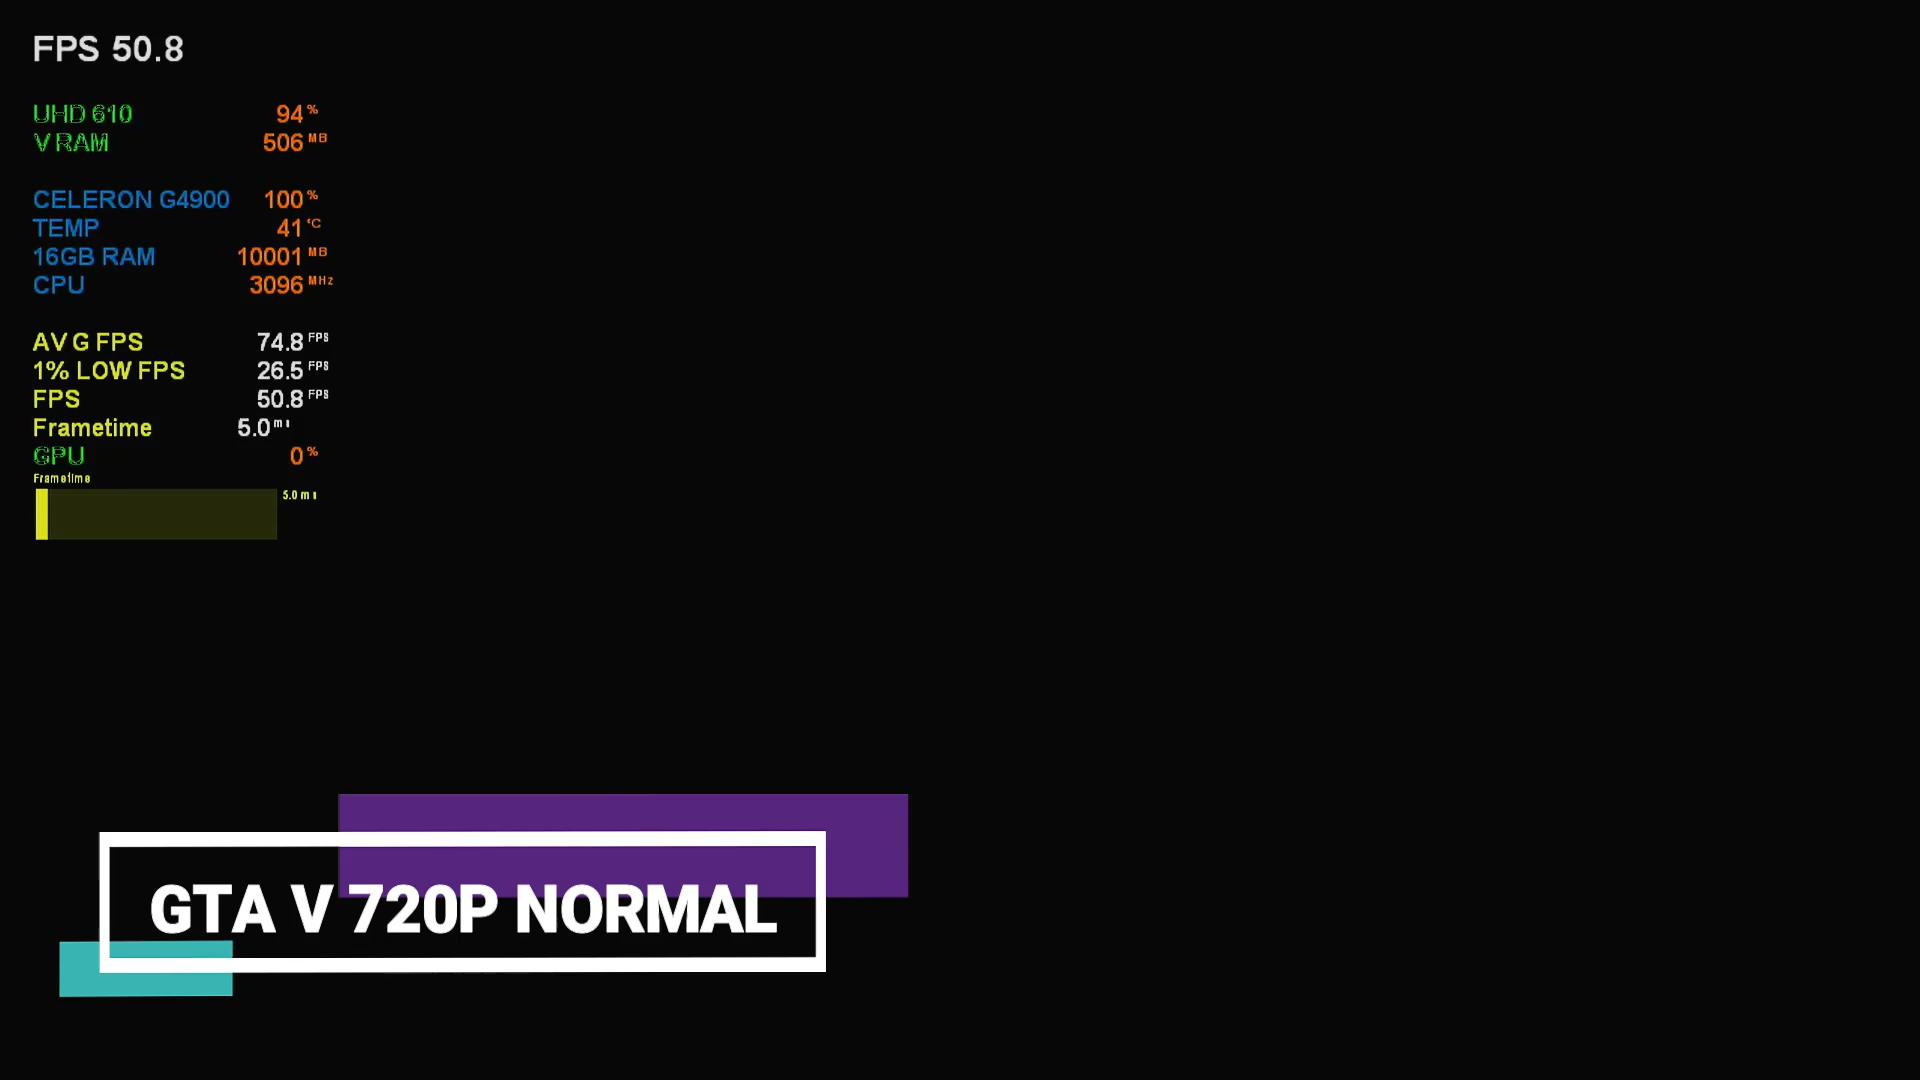 FPS 50.8
UHD 610 94 %
VRAM 506 MB
CELERON G4900 100 %
TEMP 41 °C
16GB RAM 10001 MB
CPU 3096 MHz
AVG FPS 74.8 FPS
1% LOW FPS 26.5 FPS
FPS 50.8 FPS
Frametime 5.0 ms
GPU 0 %
Frametime
5.0 ms
GTA V 720P NORMAL